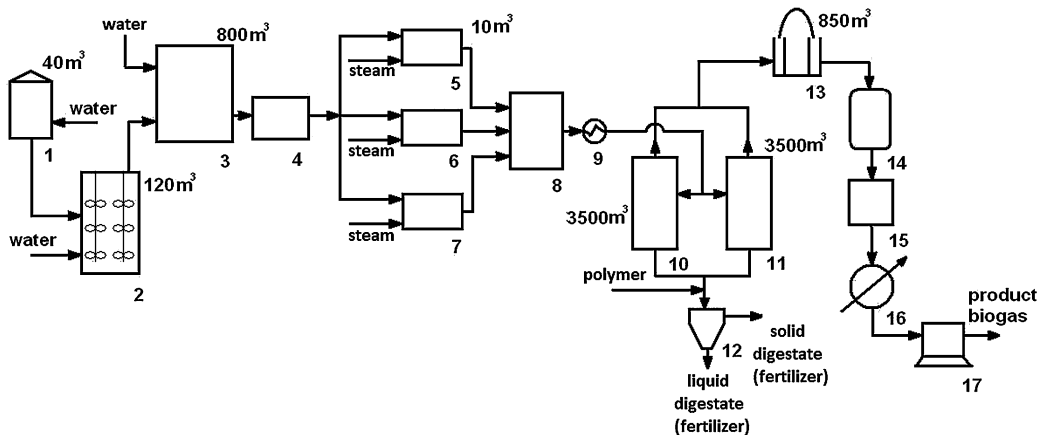 water
800m³
40m³
water
1
120m³
water
2
3
4
10m³
steam
5
steam
6
steam
7
8
9
3500m³
3500m³
10
11
polymer
12
solid
digestate
(fertilizer)
liquid
digestate
(fertilizer)
850m³
13
14
15
16
product
biogas
17